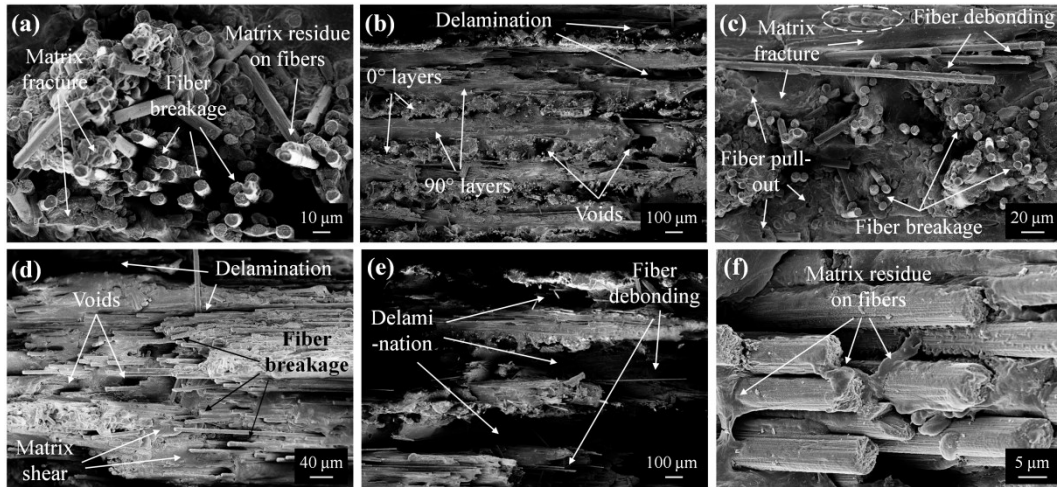 (a)
Matrix
fracture
Fiber
breakage
Matrix residue
on fibers
10 μm
(b)
Delamination
0° layers
90° layers
Voids
100 μm
(c)
Matrix
fracture
Fiber debonding
Fiber pull-
out
Fiber breakage
20 μm
(d)
Delamination
Voids
Fiber
breakage
Matrix
shear
40 μm
(e)
Fiber
debonding
Delami
-nation
100 μm
(f)
Matrix residue
on fibers
5 μm